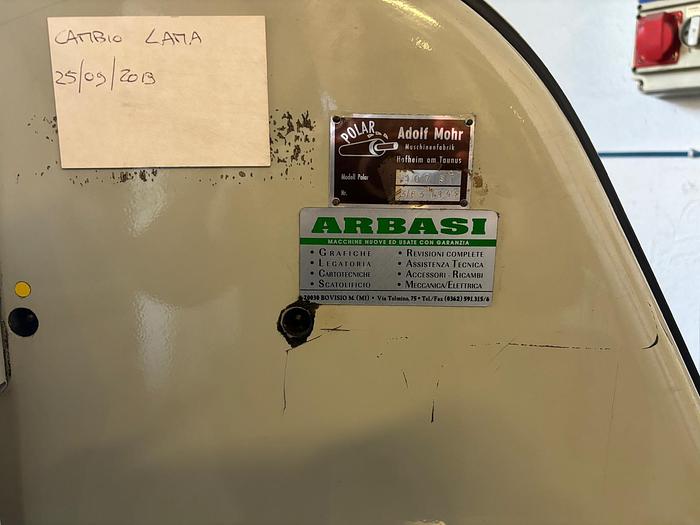 CAMBIO LAMA
25/09/2013
POLAR
Adolf Mohr
Maschinenfabrik
Hofheim am Taunus
Modell Polar
Nr.
ARBASI
MACCHINE NUOVE ED USATE CON GARANZIA
• GRAFICHE
• LEGATORIA
• CARTOTECNICHE
• SCATOLIFICIO
• REVISIONI COMPLETE
• ASSISTENZA TECNICA
• ACCESSORI - RICAMBI
• MECCANICA/ELETTRICA
20030 BOVISIO M. (MI) • Via Tolmino, 75 • Tel./Fax (0362) 591.315/6